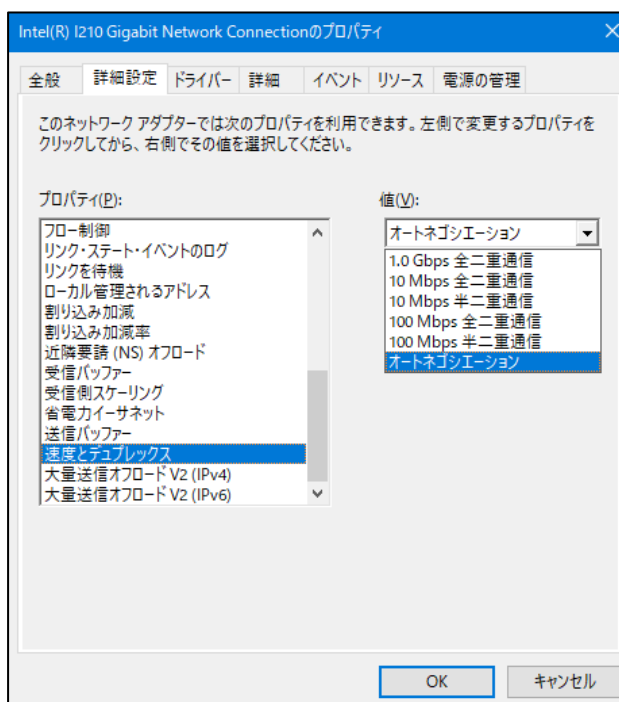 Intel(R) I210 Gigabit Network Connectionのプロパティ
全般 詳細設定 ドライバー 詳細 イベント リソース 電源の管理
このネットワーク アダプターでは次のプロパティを利用できます。左側で変更するプロパティを
クリックしてから、右側でその値を選択してください。
プロパティ(P):
フロー制御
リンク・ステート・イベントのログ
リンクを待機
ローカル管理されるアドレス
割り込み加減
割り込み加減率
近隣要請 (NS) オフロード
受信バッファー
受信側スケーリング
省電力イーサネット
送信バッファー
速度とデュプレックス
大量送信オフロード V2 (IPv4)
大量送信オフロード V2 (IPv6)
値(V):
オートネゴシエーション
1.0 Gbps 全二重通信
10 Mbps 全二重通信
10 Mbps 半二重通信
100 Mbps 全二重通信
100 Mbps 半二重通信
オートネゴシエーション
OK キャンセル